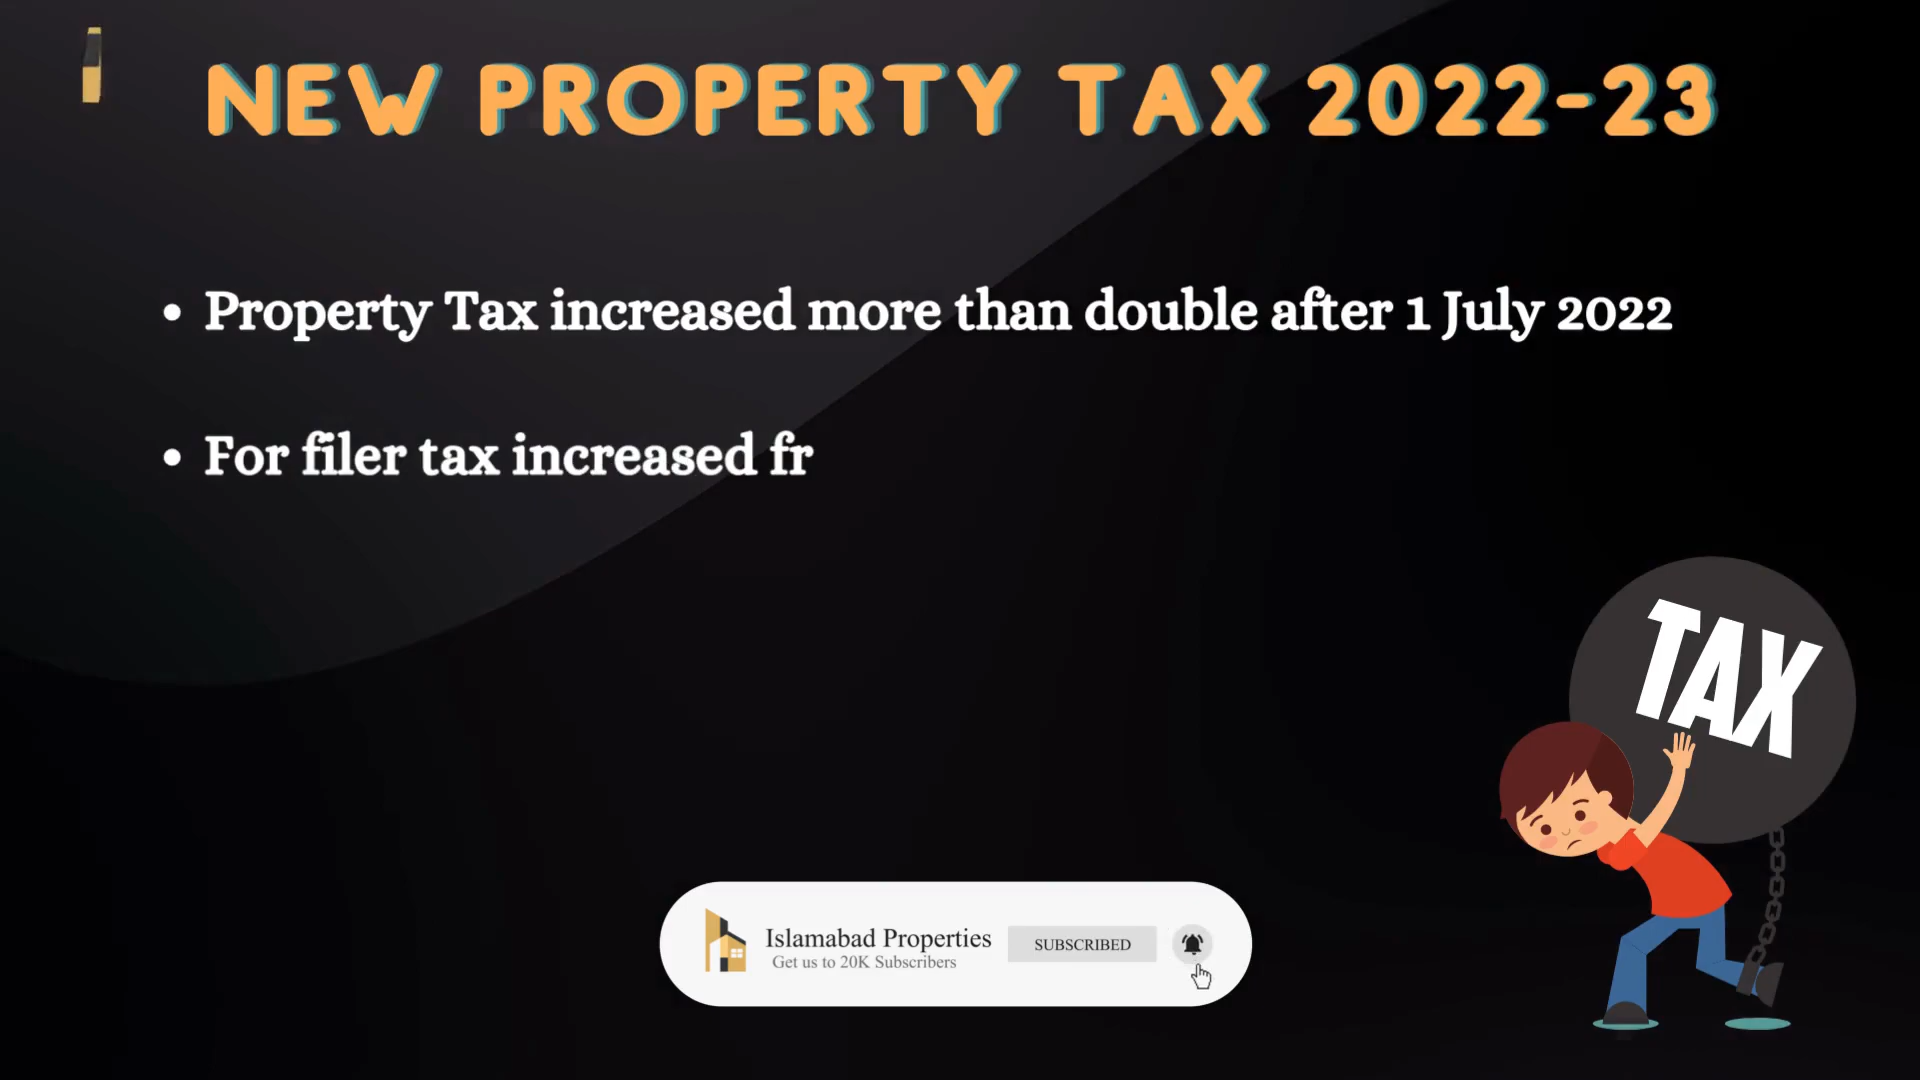 NEW PROPERTY TAX 2022-23
• Property Tax increased more than double after 1 July 2022
• For filer tax increased fr
TAX
Islamabad Properties
Get us to 20K Subscribers
SUBSCRIBED